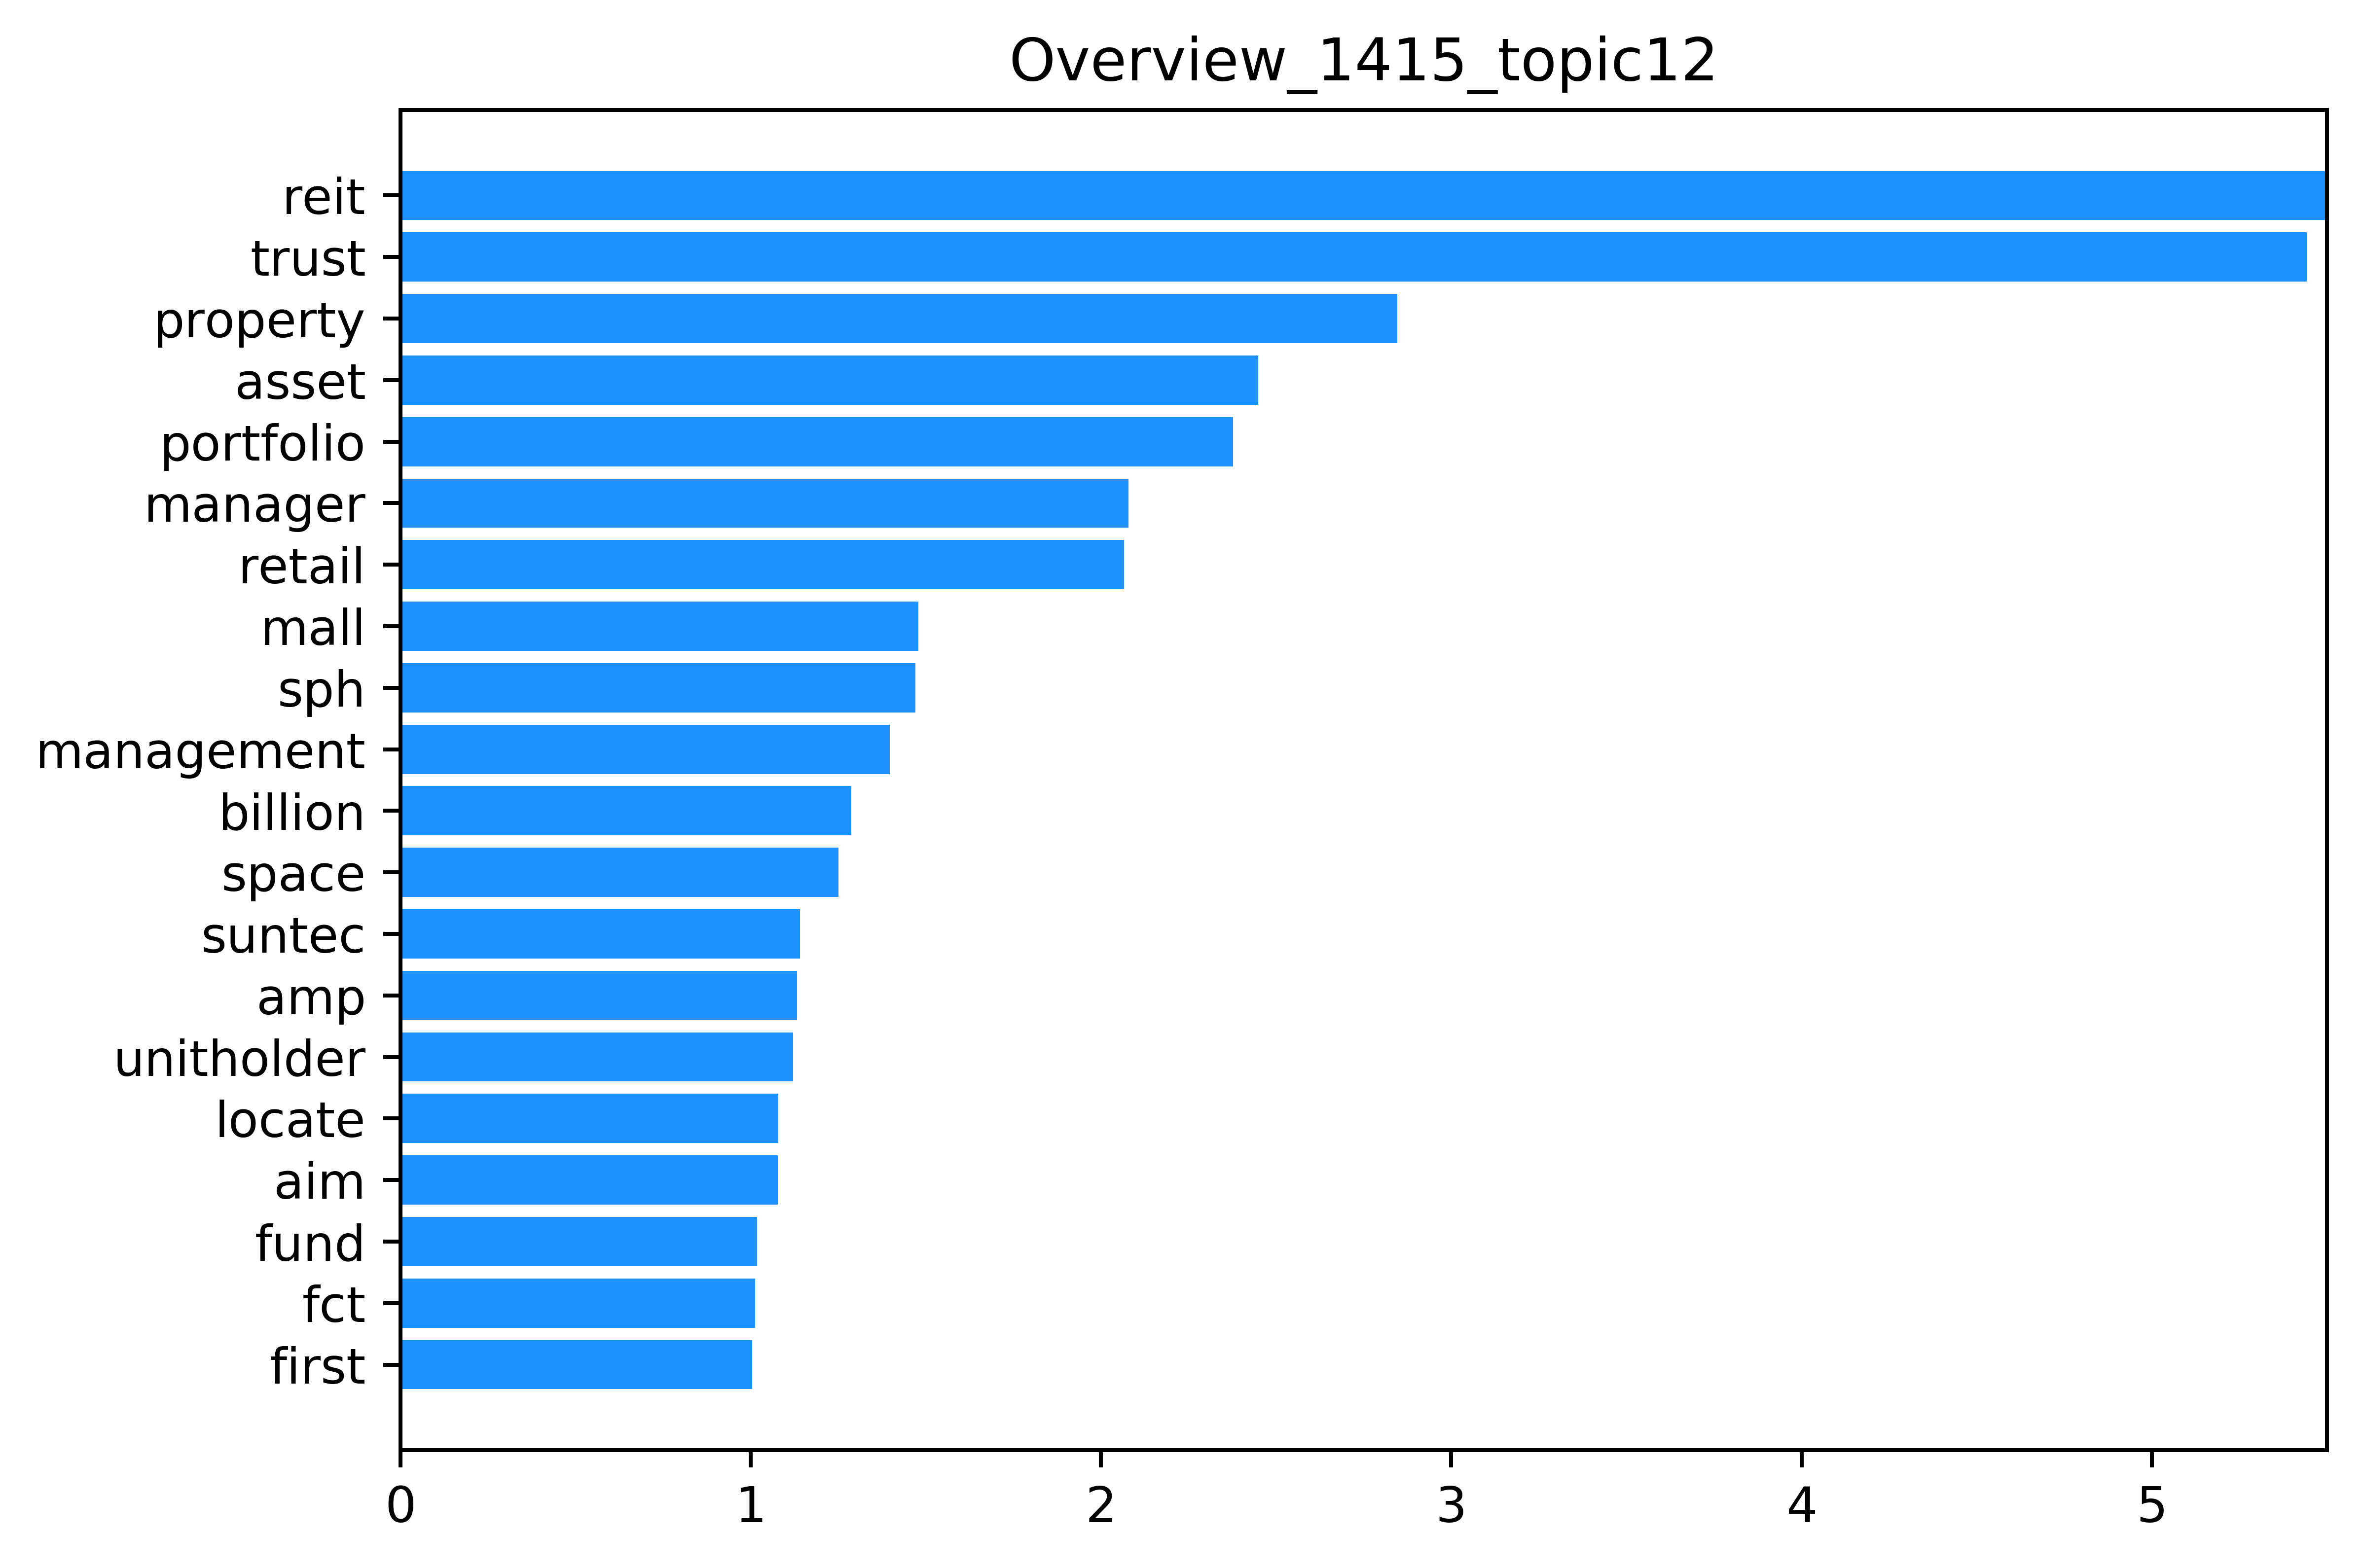 Overview_1415_topic12
reit
trust
property
asset
portfolio
manager
retail
mall
sph
management
billion
space
suntec
amp
unitholder
locate
aim
fund
fct
first
0 1 2 3 4 5